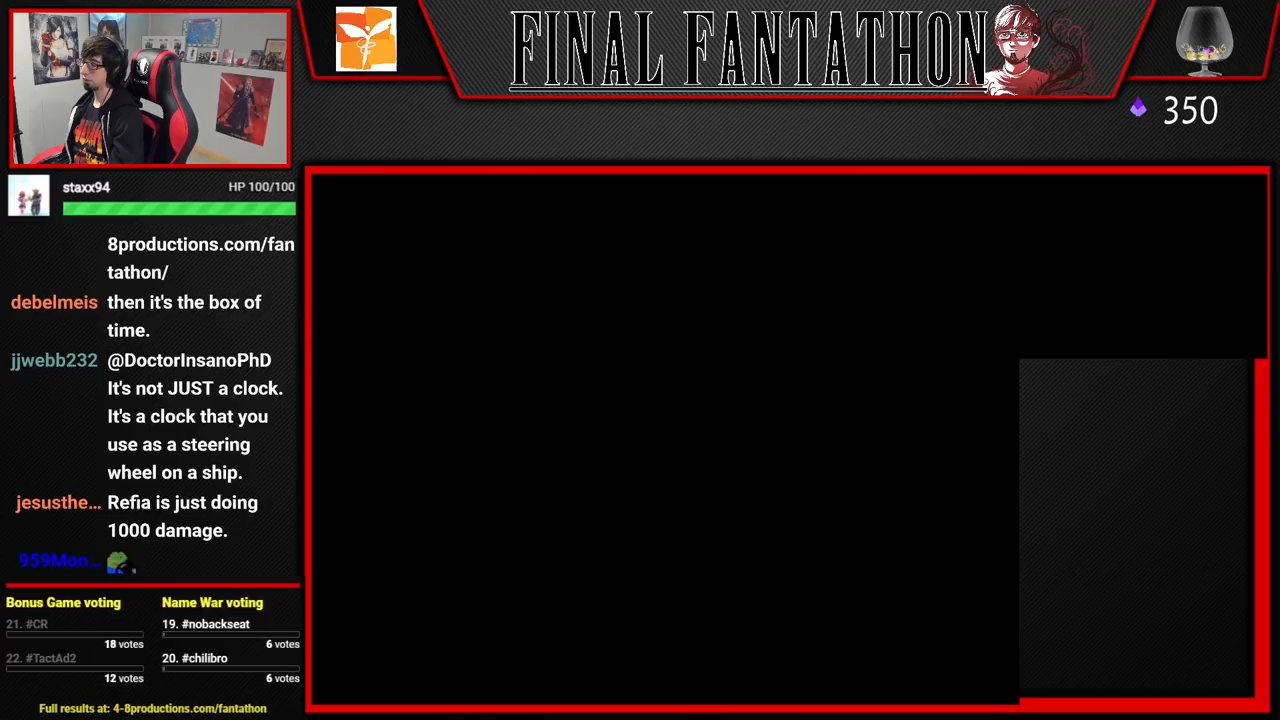 FINAL FANTATHON
350
staxx94 HP 100/100
8productions.com/fan
tathon/
debelmeis then it's the box of
time.
jjwebb232 @DoctorInsanoPhD
It's not JUST a clock.
It's a clock that you
use as a steering
wheel on a ship.
jesusthe... Refia is just doing
1000 damage.
959Mon...
Bonus Game voting
21. #CR
18 votes
22. #TactAd2
12 votes
Name War voting
19. #nobackseat
6 votes
20. #chilibro
6 votes
Full results at: 4-8productions.com/fantathon